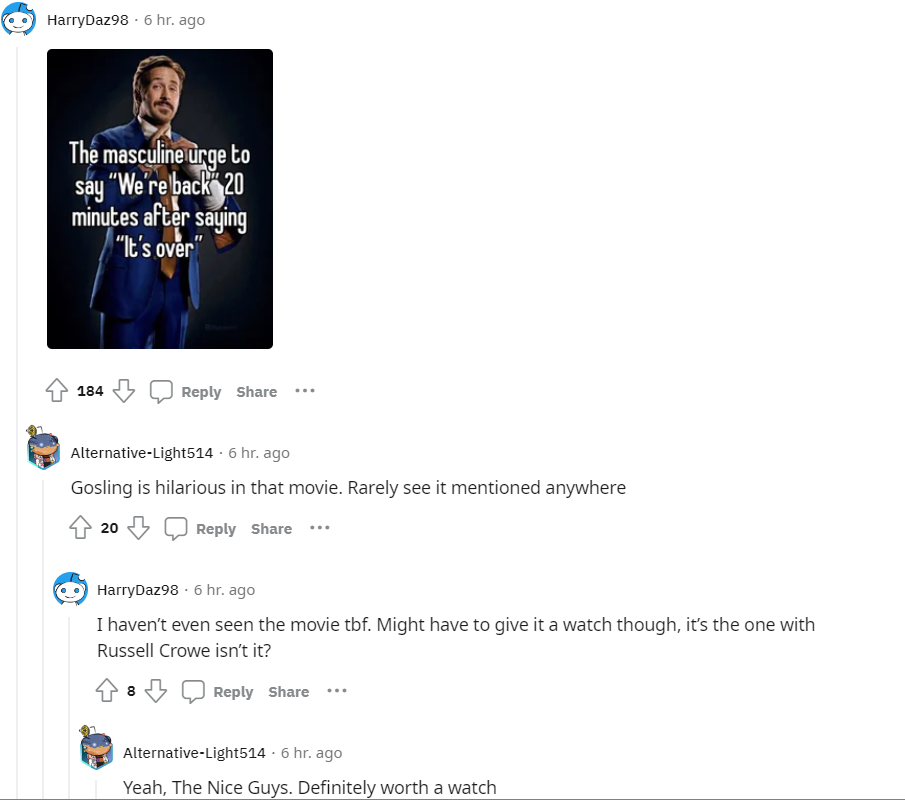 HarryDaz98 · 6 hr. ago
The masculine urge to
say “We’re back” 20
minutes after saying
“It’s over”
184 Reply Share ···
Alternative-Light514 · 6 hr. ago
Gosling is hilarious in that movie. Rarely see it mentioned anywhere
20 Reply Share ···
HarryDaz98 · 6 hr. ago
I haven’t even seen the movie tbf. Might have to give it a watch though, it’s the one with
Russell Crowe isn’t it?
8 Reply Share ···
Alternative-Light514 · 6 hr. ago
Yeah, The Nice Guys. Definitely worth a watch